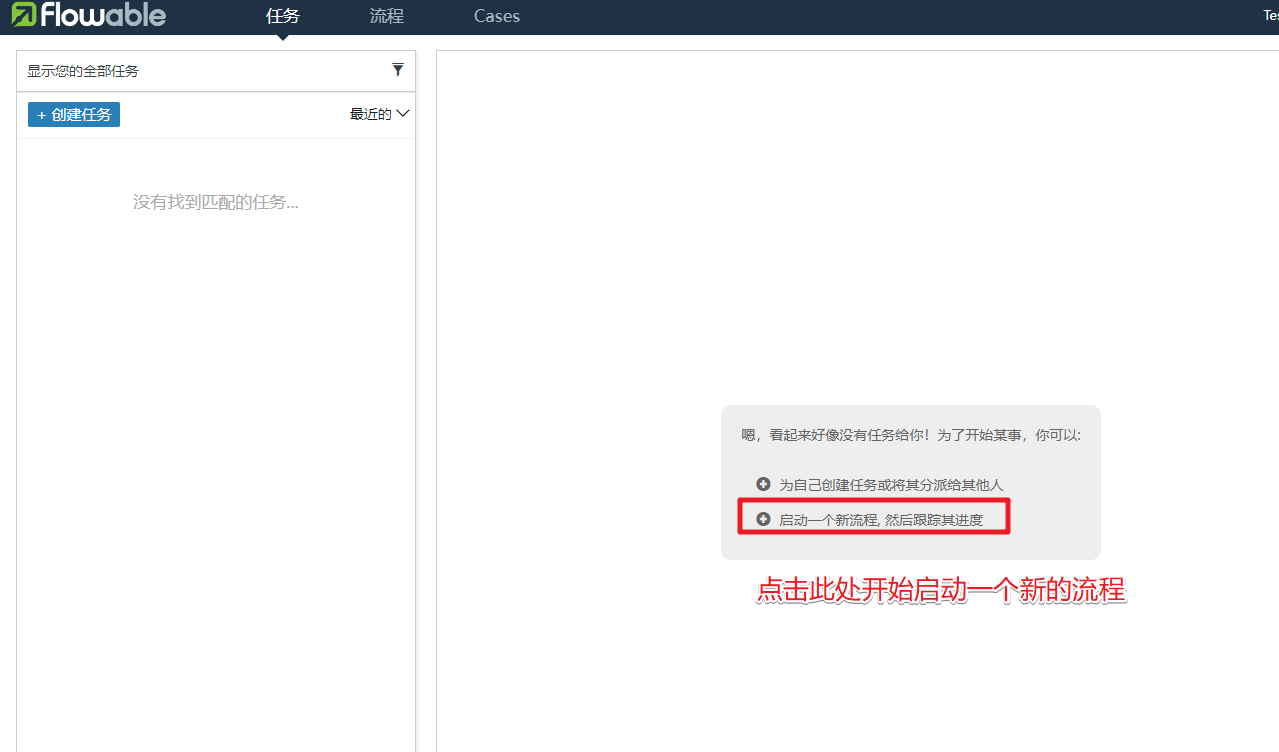 flowable 任务 流程 Cases
显示您的全部任务
+ 创建任务 最近的
没有找到匹配的任务...
嗯，看起来好像没有任务给你！为了开始某事，你可以:
为自己创建任务或将其分派给其他人
启动一个新流程, 然后跟踪其进度
点击此处开始启动一个新的流程